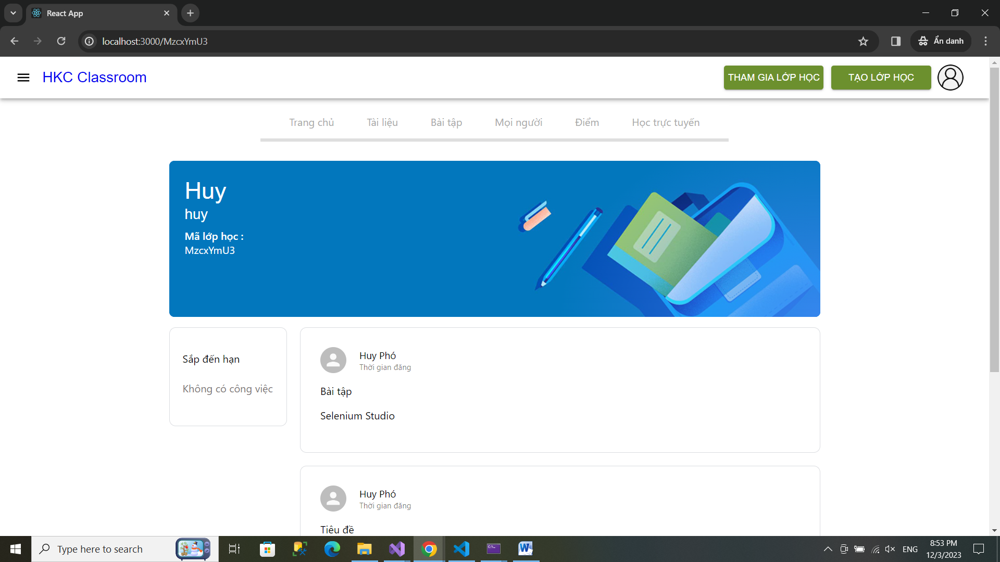 React App
localhost:3000/MzcxYmU3
Ẩn danh
HKC Classroom
THAM GIA LỚP HỌC
TẠO LỚP HỌC
Trang chủ
Tài liệu
Bài tập
Mọi người
Điểm
Học trực tuyến
Huy
huy
Mã lớp học :
MzcxYmU3
Sắp đến hạn
Không có công việc
Huy Phó
Thời gian đăng
Bài tập
Selenium Studio
Huy Phó
Thời gian đăng
Tiêu đề
Type here to search
ENG
8:53 PM
12/3/2023